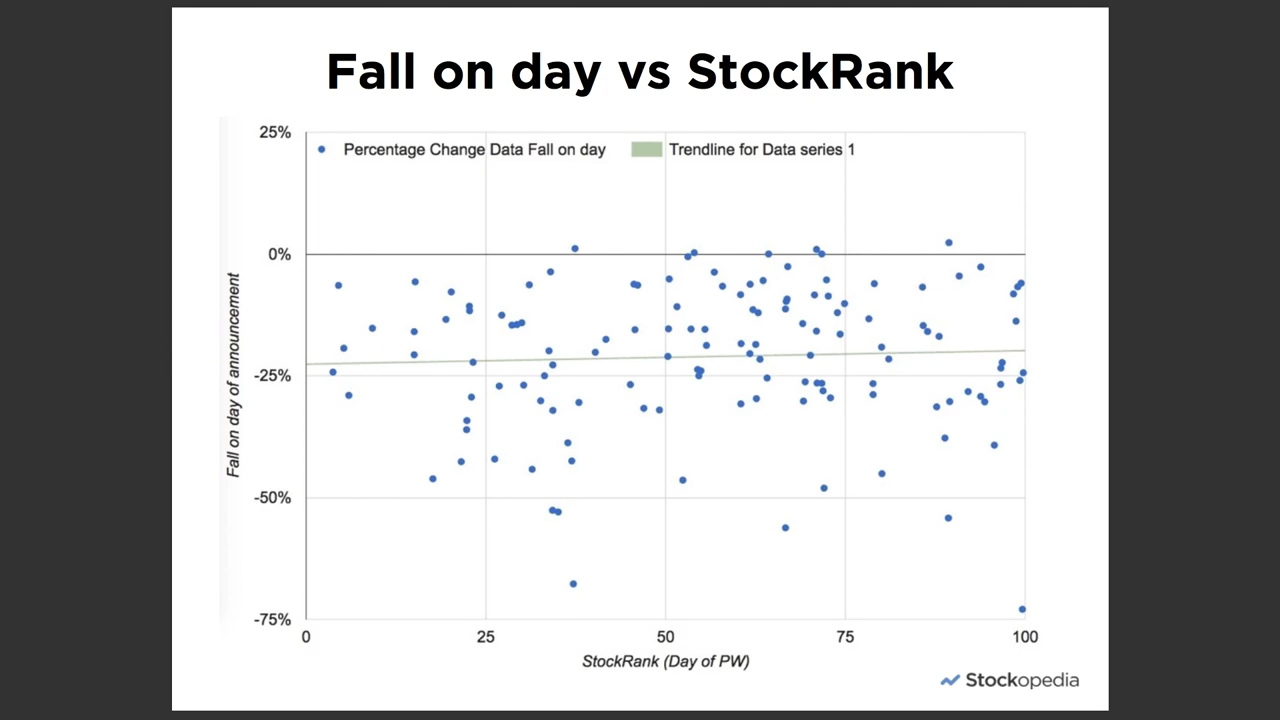 Fall on day vs StockRank
25%
Percentage Change Data Fall on day
Trendline for Data series 1
0%
-25%
-50%
-75%
Fall on day of announcement
0
25
50
75
100
StockRank (Day of PW)
Stockopedia